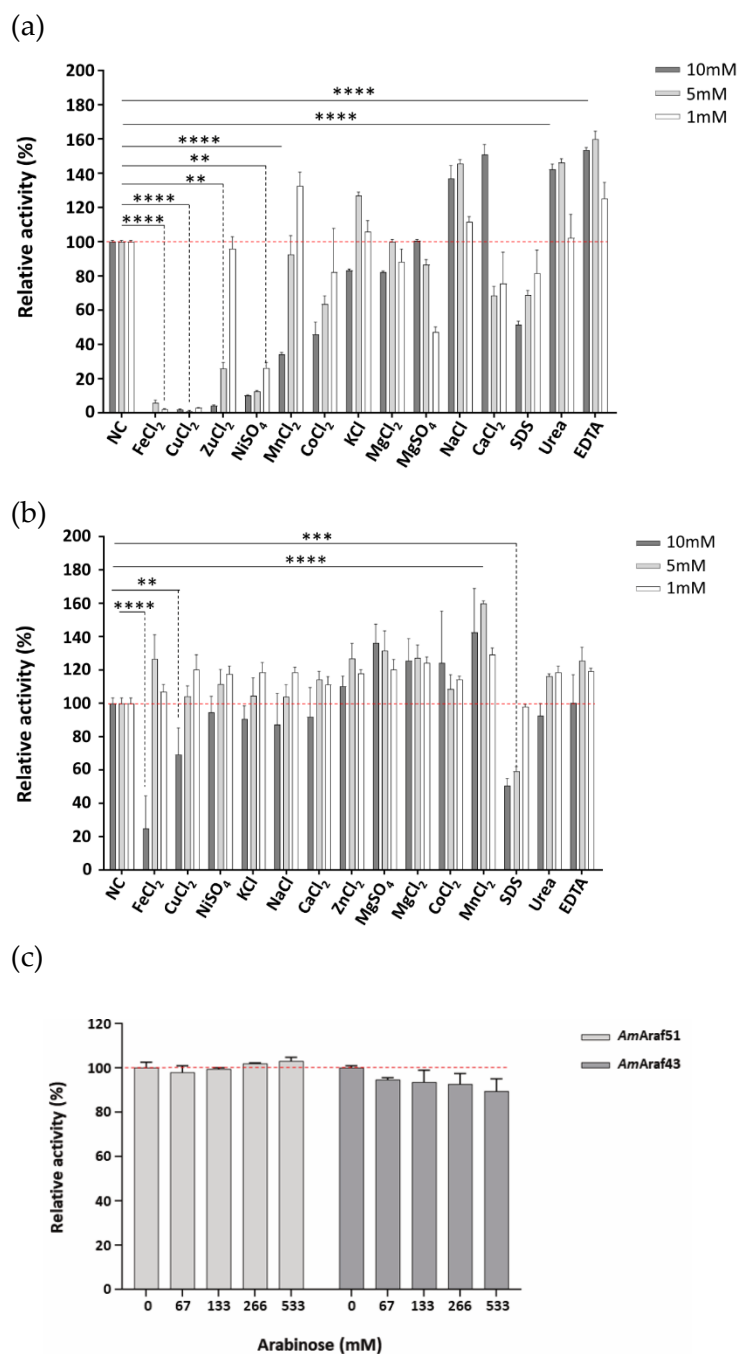 (a)
200
180
160
140
120
100
80
60
40
20
0
Relative activity (%)
10mM
5mM
1mM
****
****
****
**
**
****
****
NC
FeCl2
CuCl2
ZuCl2
NiSO4
MnCl2
CoCl2
KCl
MgCl2
MgSO4
NaCl
CaCl2
SDS
Urea
EDTA
(b)
200
180
160
140
120
100
80
60
40
20
0
Relative activity (%)
10mM
5mM
1mM
***
****
**
****
NC
FeCl2
CuCl2
NiSO4
KCl
NaCl
CaCl2
ZnCl2
MgSO4
MgCl2
CoCl2
MnCl2
SDS
Urea
EDTA
(c)
120
100
80
60
40
20
0
Relative activity (%)
AmAraf51
AmAraf43
0 67 133 266 533 0 67 133 266 533
Arabinose (mM)